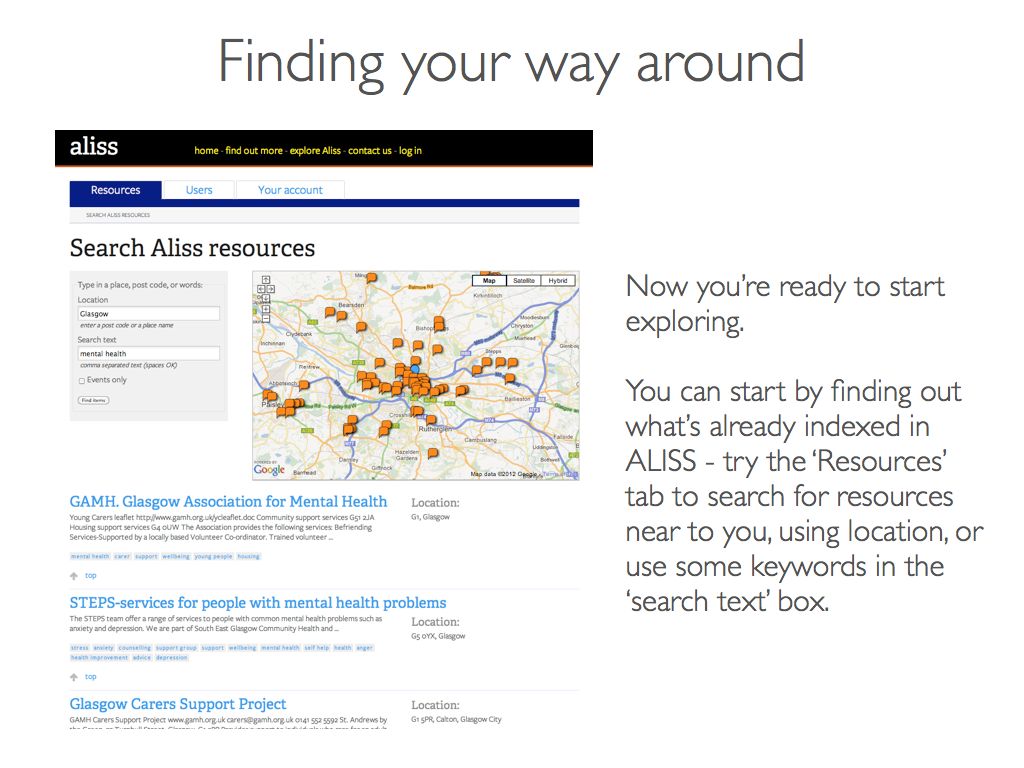 Finding your way around
aliss
home - find out more - explore Aliss - contact us - log in
Resources
Users
Your account
SEARCH ALISS RESOURCES
Search Aliss resources
Type in a place, post code, or words:
Location
Glasgow
enter a post code or a place name
Search text
mental health
comma separated text (spaces OK)
Events only
Find items
Map
Satellite
Hybrid
Balmore Rd
Kirkintilloch
Bearsden
Moodiesburn
Chryston
Clydebank
Muirhead
Inchinnan
Stepps
Renfrew
Abbotsinch
Paisley
Baillieston
Rutherglen
Cambuslang
Uddingston
Hazelden
Gardens
Darnley
Giffnock
Barrhead
POWERED BY
Google
Map data ©2012 Google - Terms
Now you're ready to start
exploring.
You can start by finding out
what's already indexed in
ALISS - try the ‘Resources’
tab to search for resources
near to you, using location, or
use some keywords in the
‘search text’ box.
GAMH. Glasgow Association for Mental Health
Location:
Young Carers leaflet http://www.gamh.org.uk/ycleaflet.doc Community support services G51 2JA
G1, Glasgow
Housing support services G4 0UW The Association provides the following services: Befriending
Services-Supported by a locally based Volunteer Co-ordinator. Trained volunteer ...
mental health carer support wellbeing young people housing
top
STEPS-services for people with mental health problems
The STEPS team offer a range of services to people with common mental health problems such as
Location:
anxiety and depression. We are part of South East Glasgow Community Health and ...
G5 0YX, Glasgow
stress anxiety counselling support group support wellbeing mental health self help health anger
health improvement advice depression
top
Glasgow Carers Support Project
Location:
GAMH Carers Support Project www.gamh.org.uk carers@gamh.org.uk 0141 552 5592 St. Andrews by
G1 5PR, Calton, Glasgow City